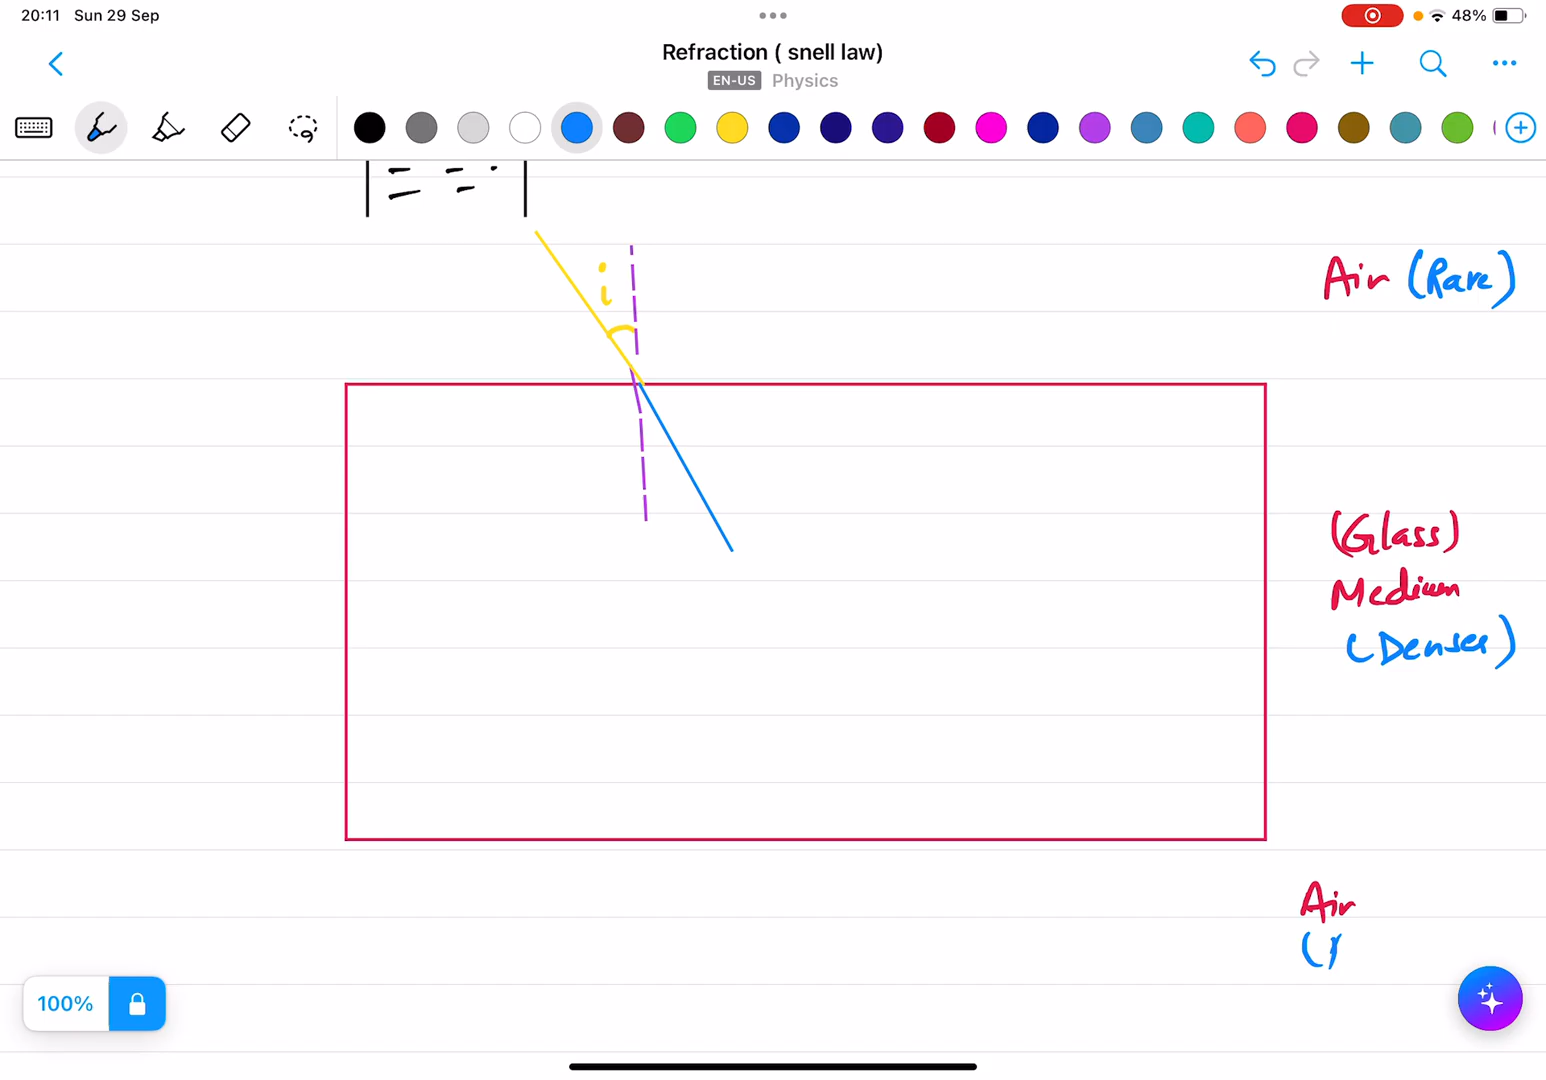 20:11 Sun 29 Sep
48%
Refraction ( snell law)
EN-US Physics
i
Air (Rare)
(Glass)
Medium
(Denser)
Air
(
100%